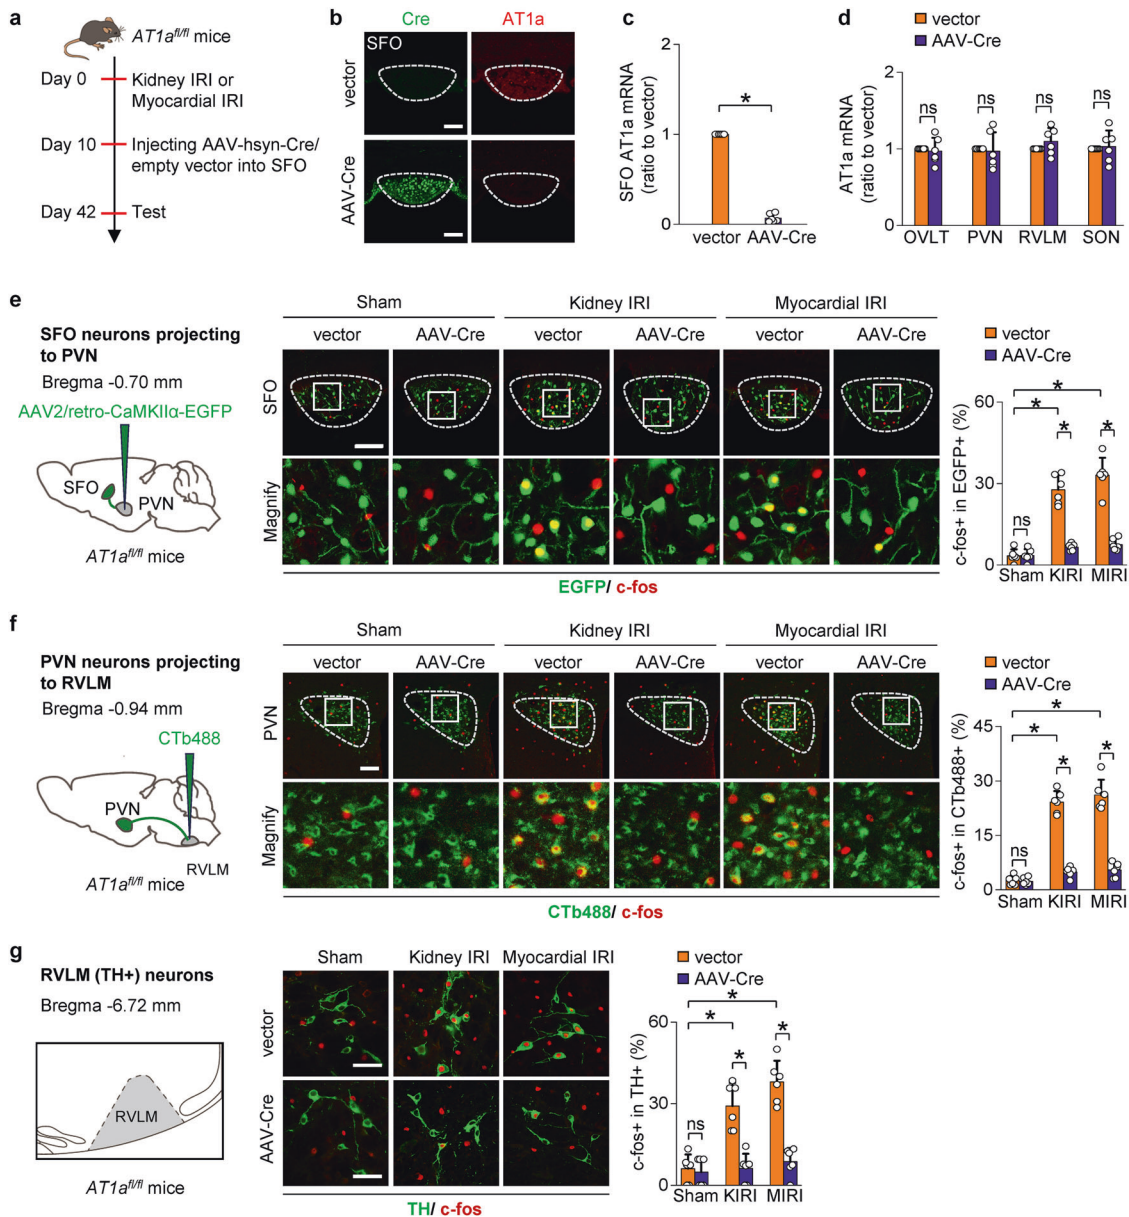 a
AT1a^fl/fl mice
Day 0
Kidney IRI or
Myocardial IRI
Day 10
Injecting AAV-hsyn-Cre/
empty vector into SFO
Day 42
Test
b
Cre
AT1a
SFO
vector
AAV-Cre
c
SFO AT1a mRNA
(ratio to vector)
2
1
0
*
vector
AAV-Cre
d
vector
AAV-Cre
AT1a mRNA
(ratio to vector)
2
1
0
ns
ns
ns
ns
OVLT
PVN
RVLM
SON
e
SFO neurons projecting
to PVN
Bregma -0.70 mm
AAV2/retro-CaMKIIα-EGFP
SFO
PVN
AT1a^fl/fl mice
Sham
Kidney IRI
Myocardial IRI
vector
AAV-Cre
vector
AAV-Cre
vector
AAV-Cre
SFO
Magnify
EGFP/ c-fos
vector
AAV-Cre
c-fos+ in EGFP+ (%)
60
30
0
ns
*
*
*
*
Sham
KIRI
MIRI
f
PVN neurons projecting
to RVLM
Bregma -0.94 mm
CTb488
PVN
RVLM
AT1a^fl/fl mice
Sham
Kidney IRI
Myocardial IRI
vector
AAV-Cre
vector
AAV-Cre
vector
AAV-Cre
PVN
Magnify
CTb488/ c-fos
vector
AAV-Cre
c-fos+ in CTb488+ (%)
45
30
15
0
ns
*
*
*
*
Sham
KIRI
MIRI
g
RVLM (TH+) neurons
Bregma -6.72 mm
RVLM
AT1a^fl/fl mice
Sham
Kidney IRI
Myocardial IRI
vector
AAV-Cre
TH/ c-fos
vector
AAV-Cre
c-fos+ in TH+ (%)
60
30
0
ns
*
*
*
*
Sham
KIRI
MIRI